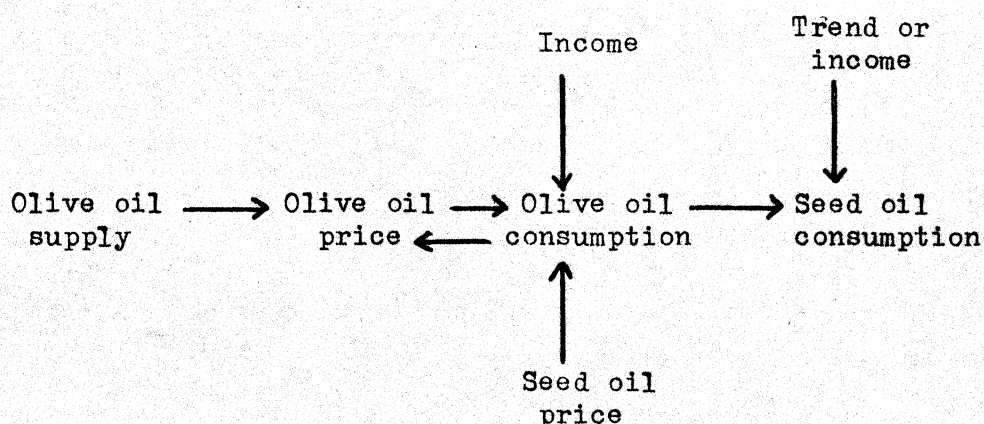 Income
Trend or
income
Olive oil
supply
Olive oil
price
Olive oil
consumption
Seed oil
consumption
Seed oil
price